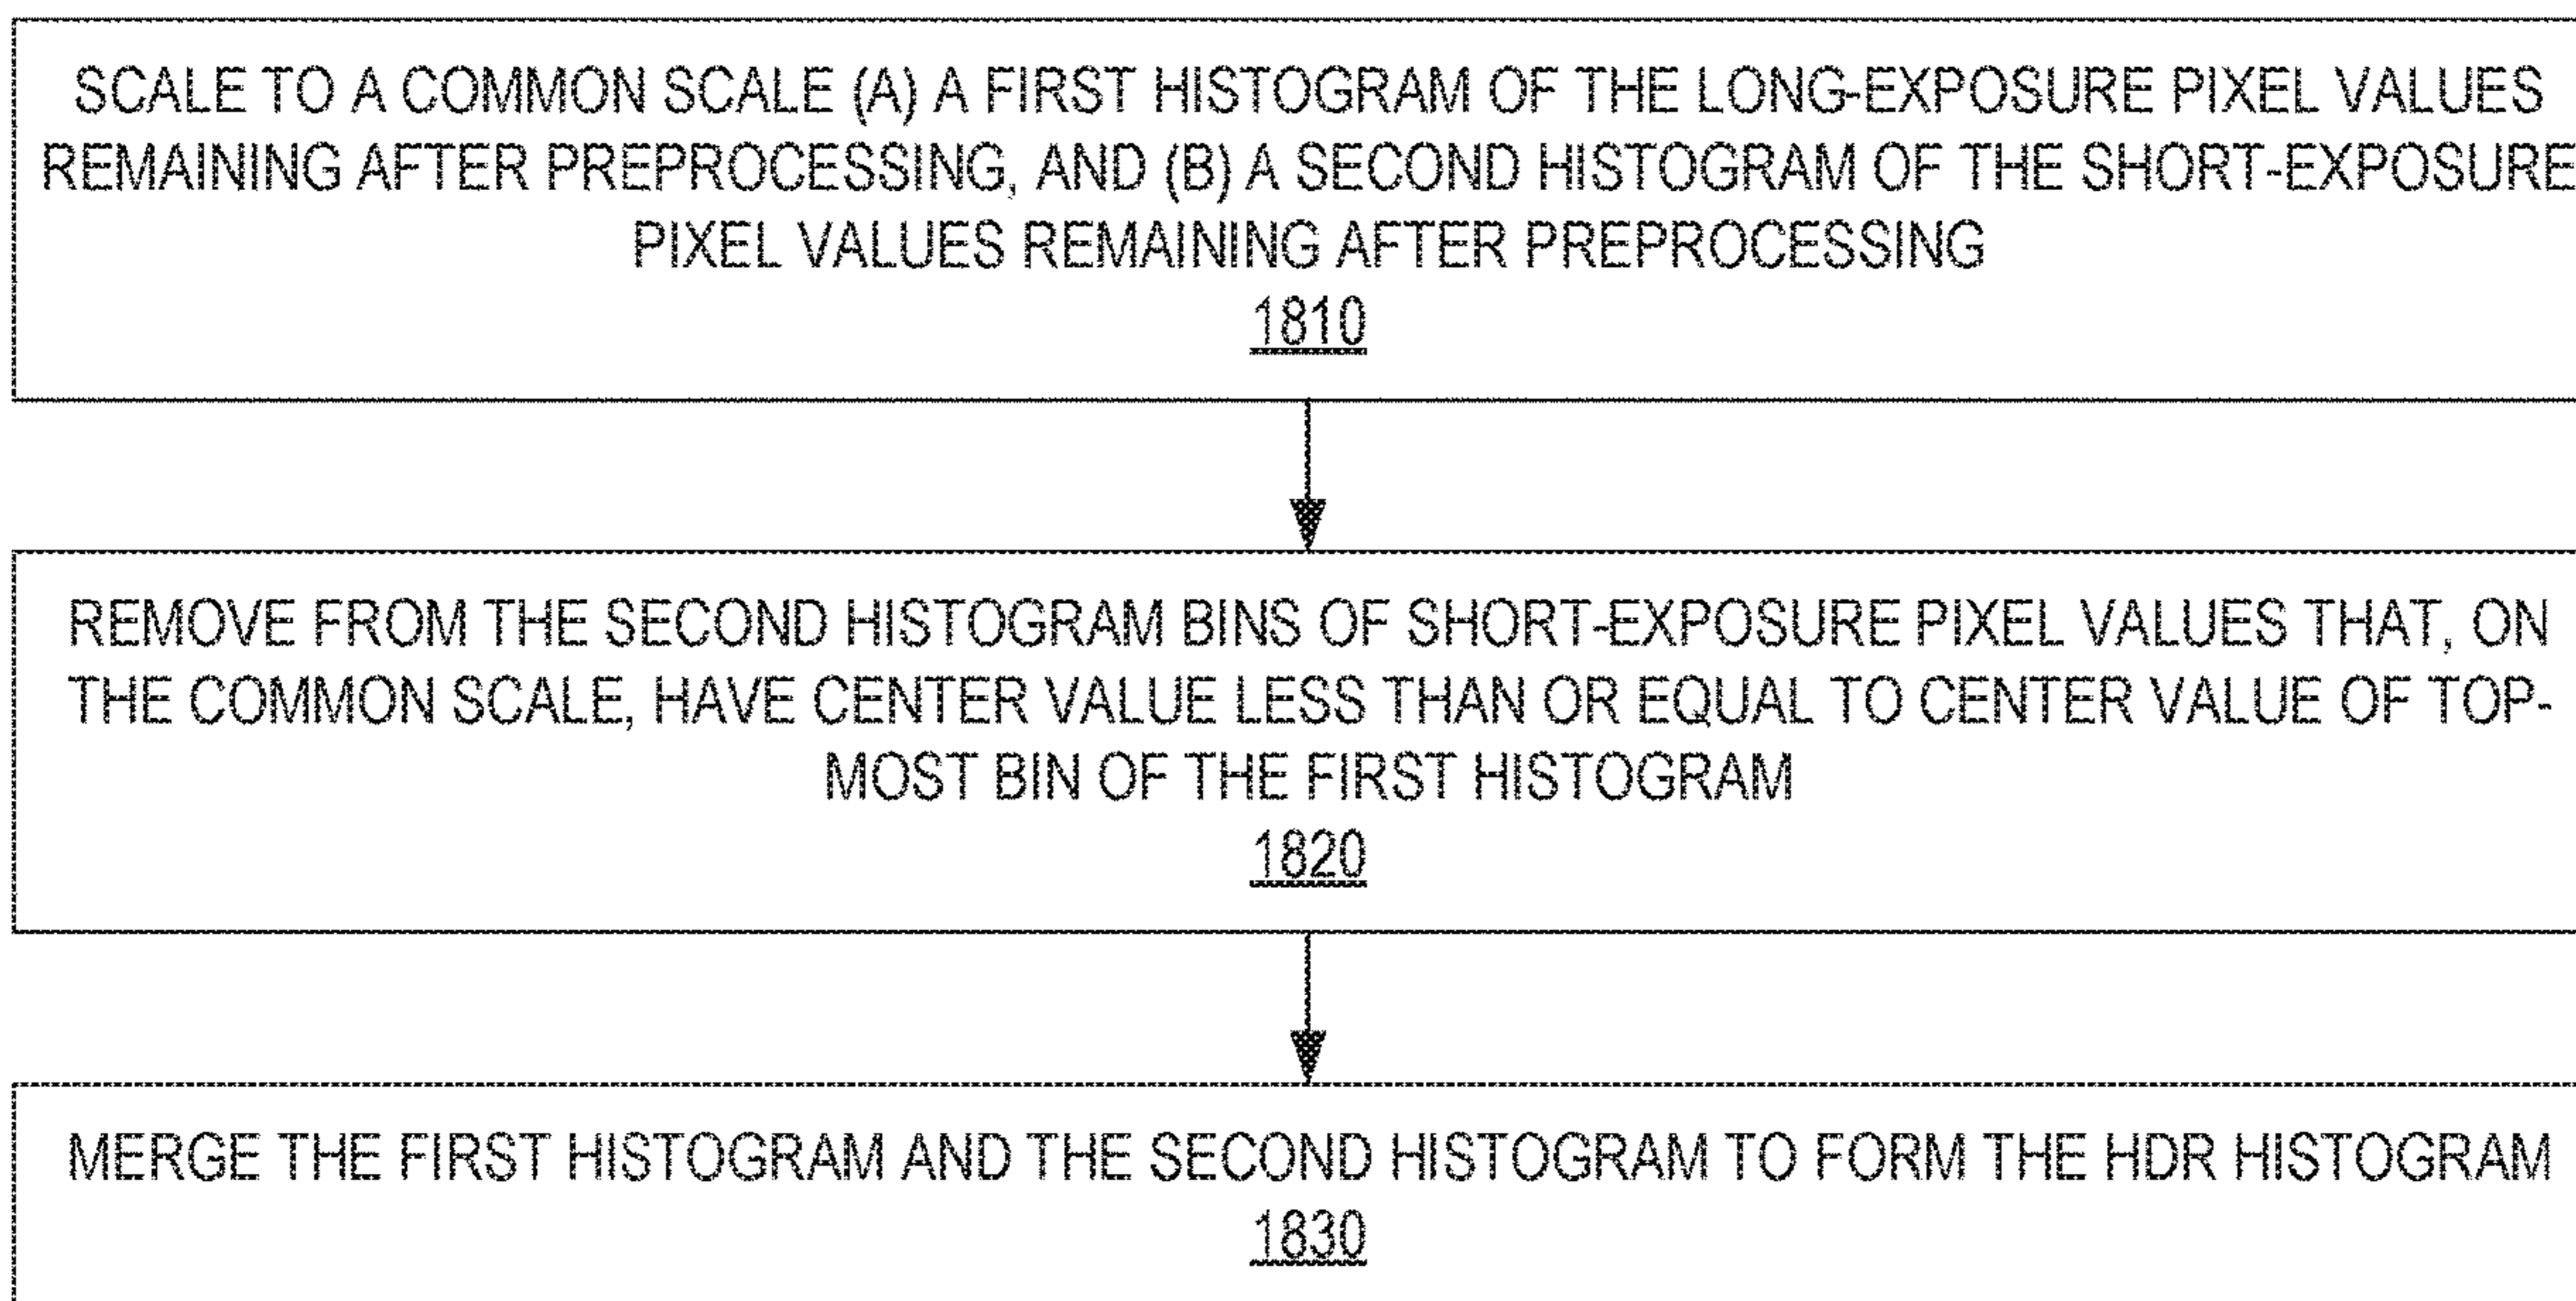 SCALE TO A COMMON SCALE (A) A FIRST HISTOGRAM OF THE LONG-EXPOSURE PIXEL VALUES
REMAINING AFTER PREPROCESSING, AND (B) A SECOND HISTOGRAM OF THE SHORT-EXPOSURE
PIXEL VALUES REMAINING AFTER PREPROCESSING
1810
REMOVE FROM THE SECOND HISTOGRAM BINS OF SHORT-EXPOSURE PIXEL VALUES THAT, ON
THE COMMON SCALE, HAVE CENTER VALUE LESS THAN OR EQUAL TO CENTER VALUE OF TOP-
MOST BIN OF THE FIRST HISTOGRAM
1820
MERGE THE FIRST HISTOGRAM AND THE SECOND HISTOGRAM TO FORM THE HDR HISTOGRAM
1830